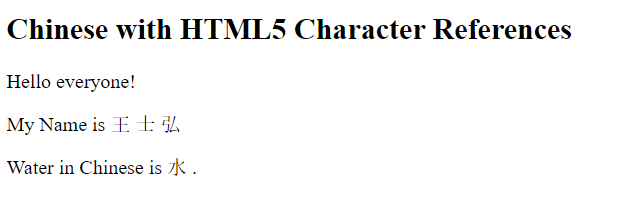 Chinese with HTML5 Character References
Hello everyone!
My Name is 王 士 弘
Water in Chinese is 水 .